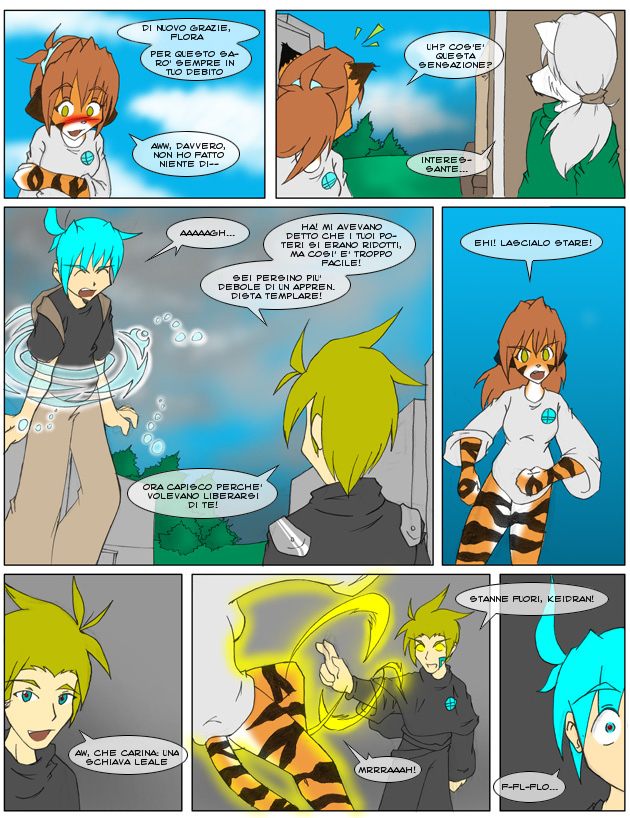 DI NUOVO GRAZIE,
FLORA
PER QUESTO SA-
RO' SEMPRE IN
TUO DEBITO
AWW, DAVVERO,
NON HO FATTO
NIENTE DI--
UH? COS'E'
QUESTA
SENSAZIONE?
INTERES-
SANTE...
AAAAAGH...
HA! MI AVEVANO
DETTO CHE I TUOI PO-
TERI SI ERANO RIDOTTI,
MA COSI' E' TROPPO
FACILE!
SEI PERSINO PIU'
DEBOLE DI UN APPREN.
DISTA TEMPLARE!
ORA CAPISCO PERCHE'
VOLEVANO LIBERARSI
DI TE!
EHI! LASCIALO STARE!
AW, CHE CARINA: UNA
SCHIAVA LEALE
STANNE FUORI, KEIDRAN!
MRRRAAAH!
F-FL-FLO...